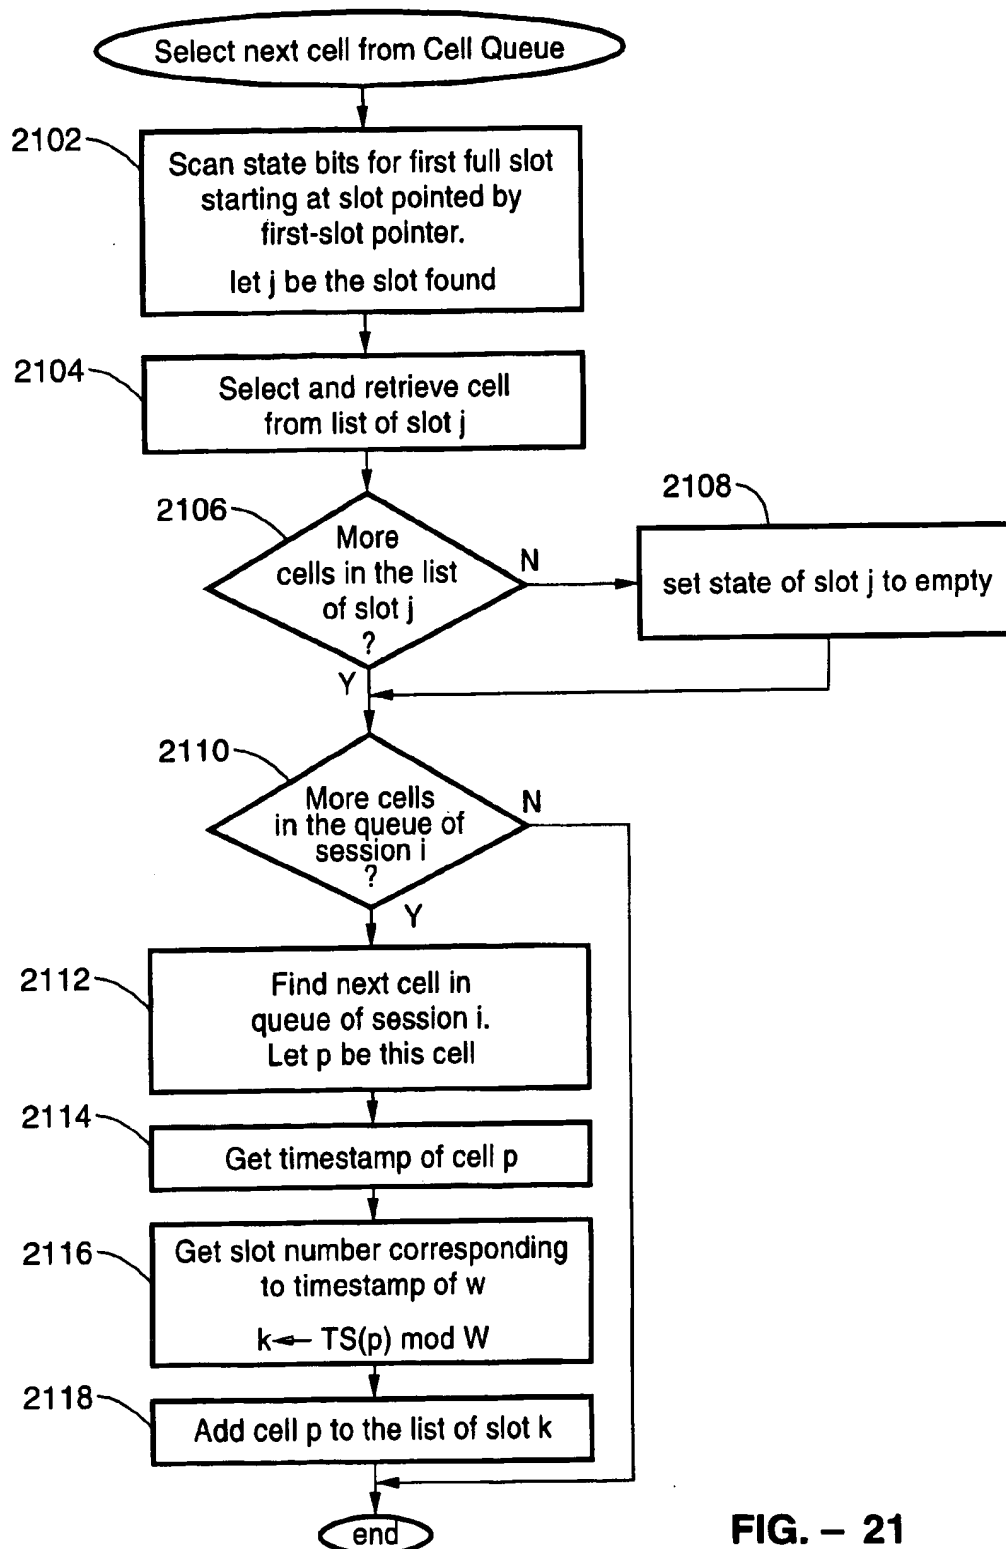 Select next cell from Cell Queue
2102
Scan state bits for first full slot
starting at slot pointed by
first-slot pointer.
let j be the slot found
2104
Select and retrieve cell
from list of slot j
2106
More
cells in the list
of slot j
?
N
Y
2108
set state of slot j to empty
2110
More cells
in the queue of
session i
?
N
Y
2112
Find next cell in
queue of session i.
Let p be this cell
2114
Get timestamp of cell p
2116
Get slot number corresponding
to timestamp of w
k← TS(p) mod W
2118
Add cell p to the list of slot k
end
FIG. – 21